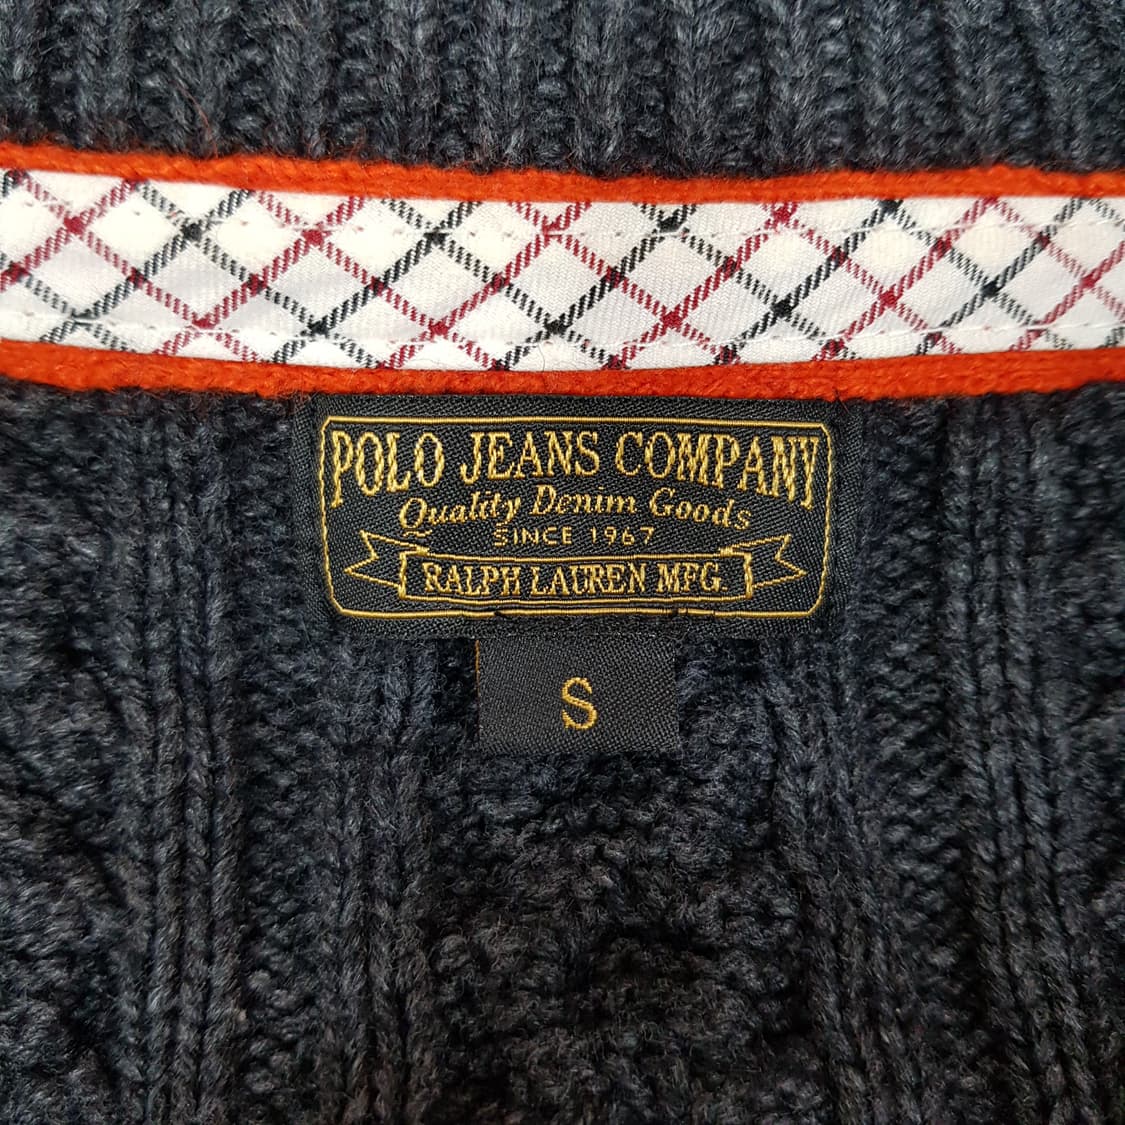 POLO JEANS COMPANY
Quality Denim Goods
SINCE 1967
RALPH LAUREN MFG.
S